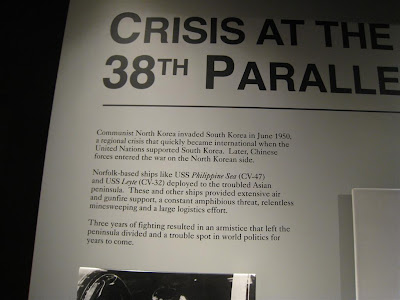 CRISIS AT THE
38TH PARALLE
Communist North Korea invaded South Korea in June 1950,
a regional crisis that quickly became international when the
United Nations supported South Korea. Later, Chinese
forces entered the war on the North Korean side.
Norfolk-based ships like USS Philippine Sea (CV-47)
and USS Leyte (CV-32) deployed to the troubled Asian
peninsula. These and other ships provided extensive air
and gunfire support, a constant amphibious threat, relentless
minesweeping and a large logistics effort.
Three years of fighting resulted in an armistice that left the
peninsula divided and a trouble spot in world politics for
years to come.